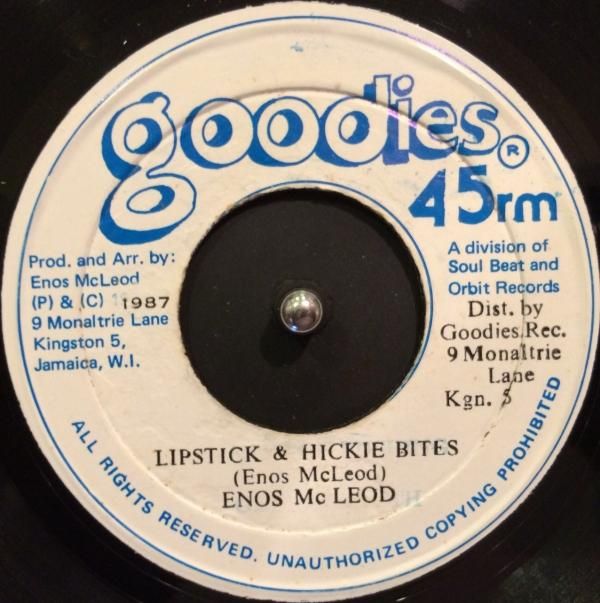 goodies ®
45rm
Prod. and Arr. by:
Enos McLeod
(P) & (C) 1987
9 Monaltrie Lane
Kingston 5,
Jamaica, W.I.
A division of
Soul Beat and
Orbit Records
Dist. by
Goodies Rec.
9 Monaltrie
Lane
Kgn. 5
LIPSTICK & HICKIE BITES
(Enos McLeod)
ENOS Mc LEOD
ALL RIGHTS RESERVED. UNAUTHORIZED COPYING PROHIBITED